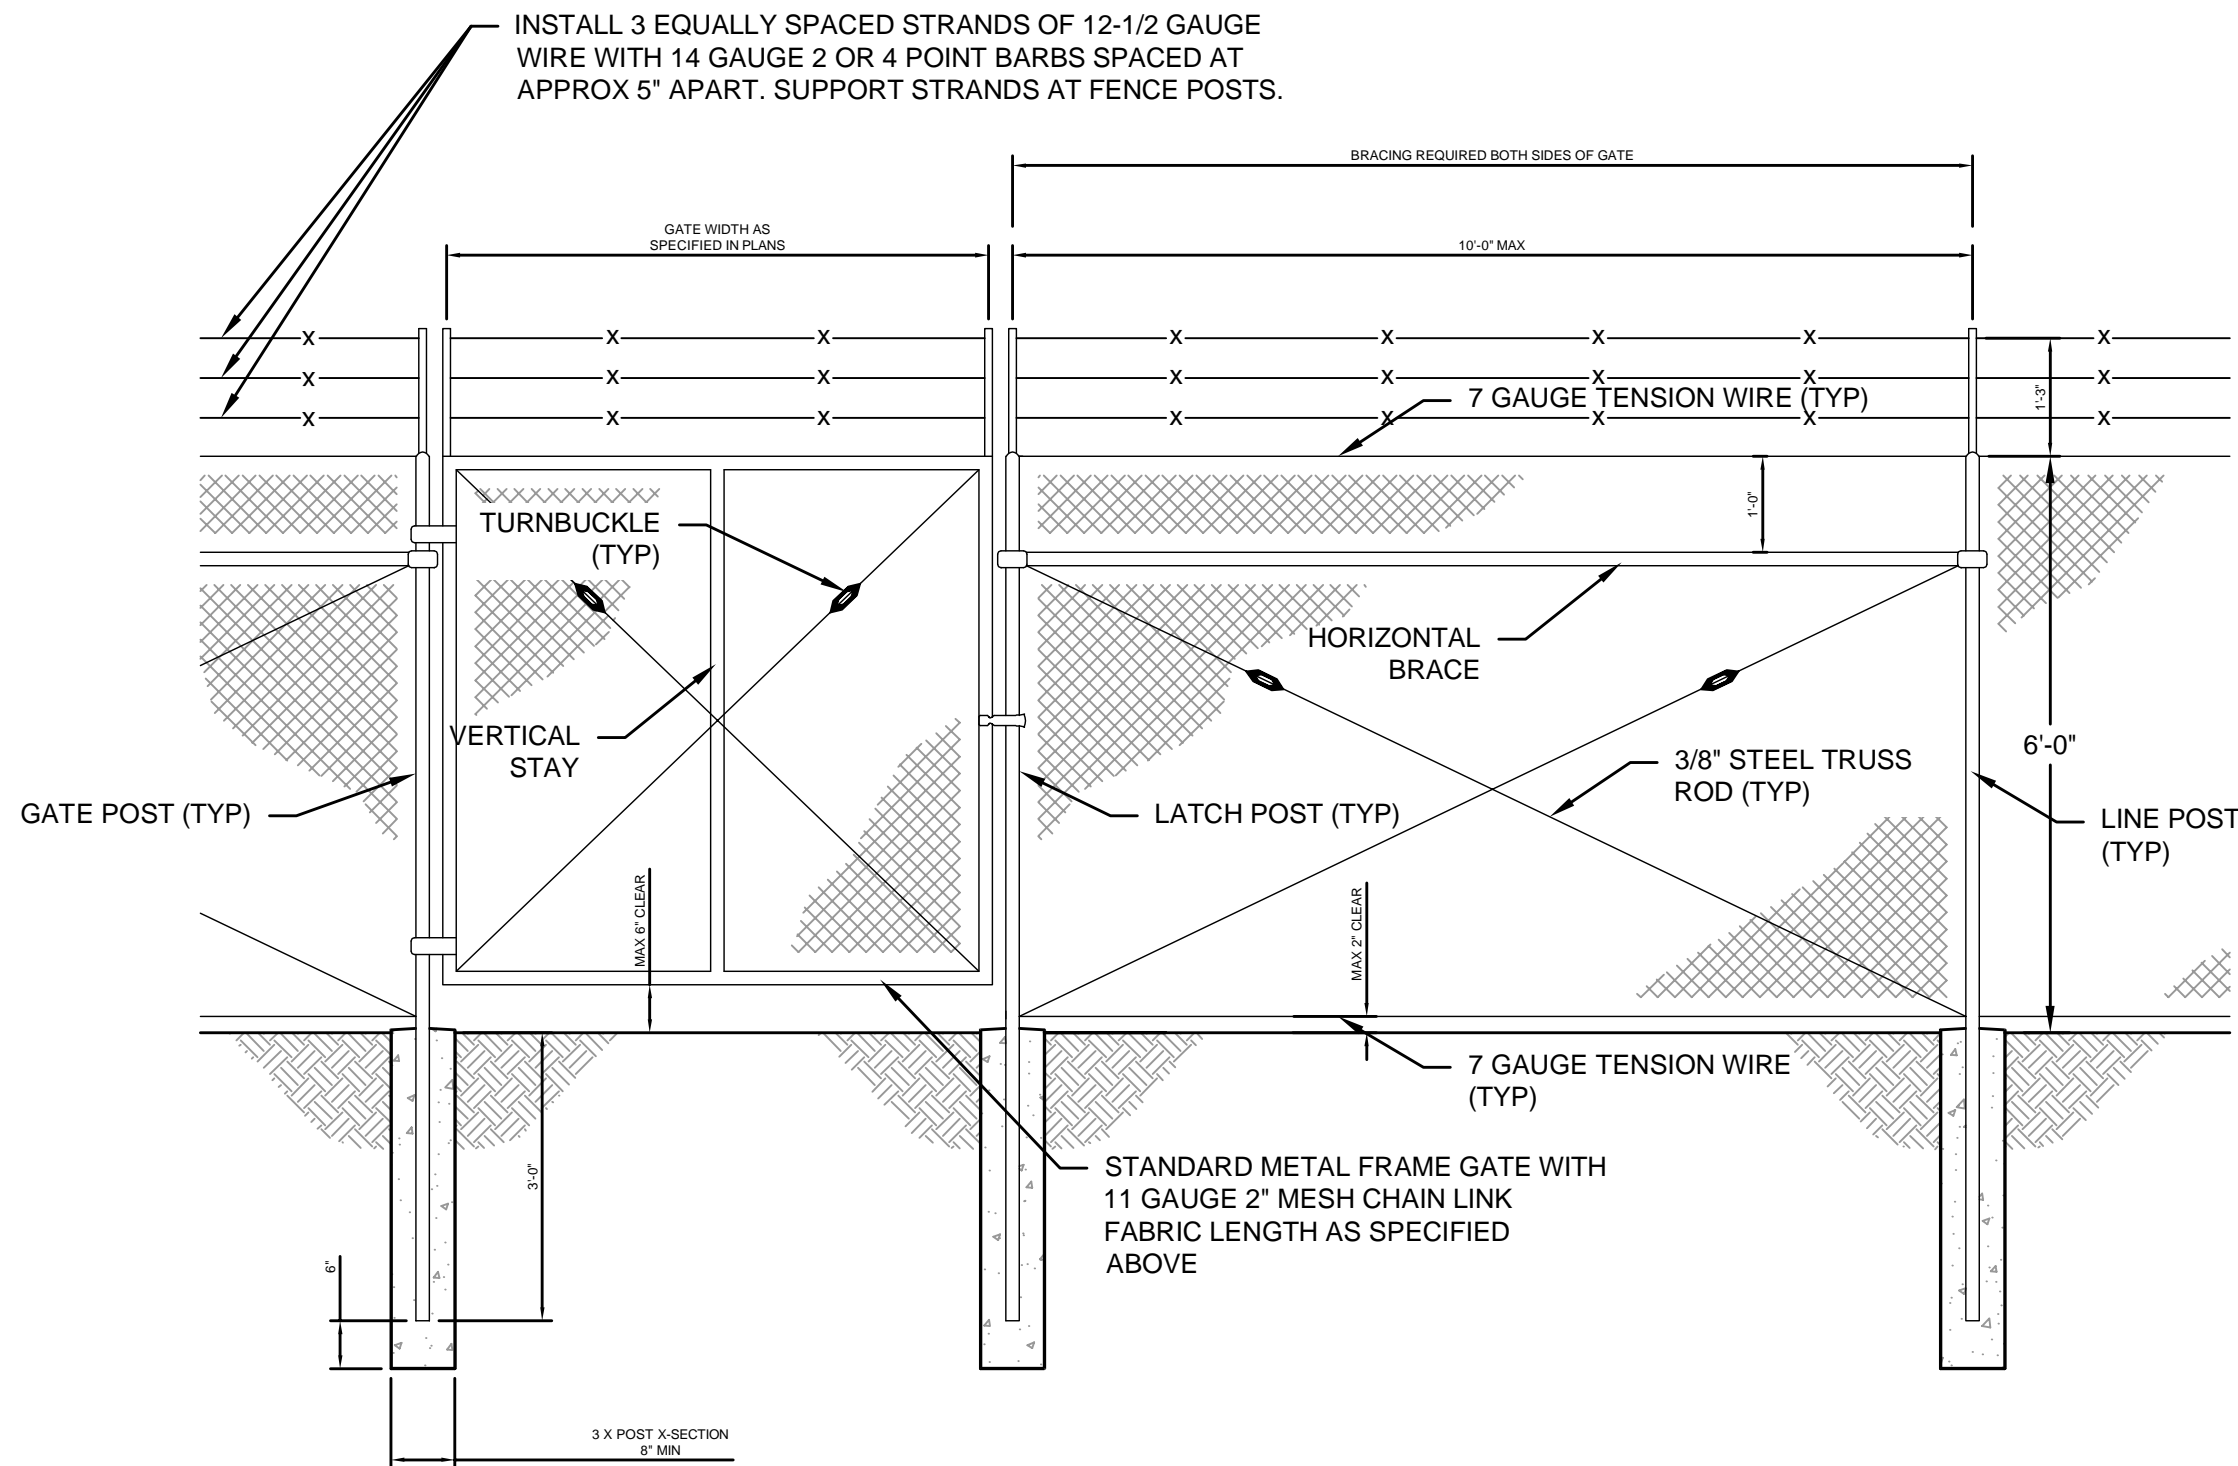 INSTALL 3 EQUALLY SPACED STRANDS OF 12-1/2 GAUGE
WIRE WITH 14 GAUGE 2 OR 4 POINT BARBS SPACED AT
APPROX 5" APART. SUPPORT STRANDS AT FENCE POSTS.
BRACING REQUIRED BOTH SIDES OF GATE
GATE WIDTH AS
SPECIFIED IN PLANS
10'-0" MAX
X X X X X X X X
X X X X X X X X
7 GAUGE TENSION WIRE (TYP)
X X X X X X X X
1'-3"
1'-0"
TURNBUCKLE
(TYP)
HORIZONTAL
BRACE
VERTICAL
STAY
6'-0"
3/8" STEEL TRUSS
ROD (TYP)
GATE POST (TYP)
LATCH POST (TYP)
LINE POST
(TYP)
MAX 6" CLEAR
MAX 2" CLEAR
7 GAUGE TENSION WIRE
(TYP)
3'-0"
STANDARD METAL FRAME GATE WITH
11 GAUGE 2" MESH CHAIN LINK
FABRIC LENGTH AS SPECIFIED
ABOVE
6"
3 X POST X-SECTION
8" MIN